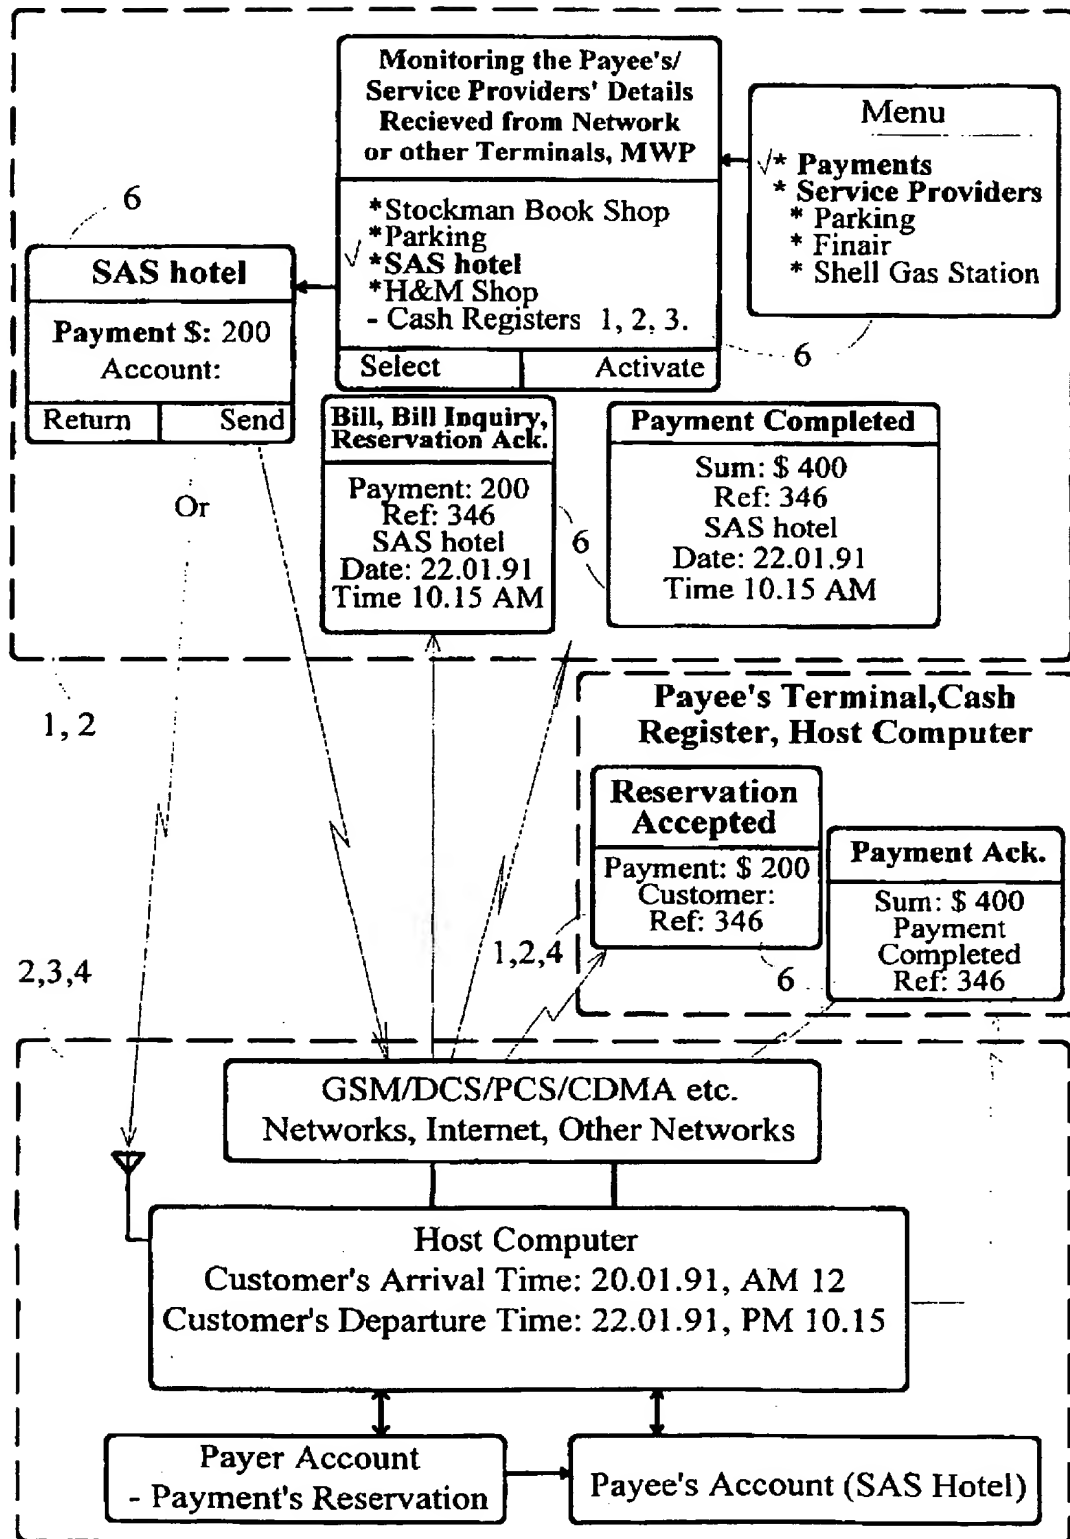 Monitoring the Payee's/
Service Providers' Details
Recieved from Network
or other Terminals, MWP
*Stockman Book Shop
*Parking
*SAS hotel
*H&M Shop
- Cash Registers 1, 2, 3.
Select Activate
Menu
* Payments
* Service Providers
* Parking
* Finair
* Shell Gas Station
6
6
SAS hotel
Payment $: 200
Account:
Return Send
Or
Bill, Bill Inquiry,
Reservation Ack.
Payment: 200
Ref: 346
SAS hotel
Date: 22.01.91
Time 10.15 AM
6
Payment Completed
Sum: $ 400
Ref: 346
SAS hotel
Date: 22.01.91
Time 10.15 AM
1, 2
Payee's Terminal,Cash
Register, Host Computer
Reservation
Accepted
Payment: $ 200
Customer:
Ref: 346
Payment Ack.
Sum: $ 400
Payment
Completed
Ref: 346
1,2,4
6
2,3,4
GSM/DCS/PCS/CDMA etc.
Networks, Internet, Other Networks
Host Computer
Customer's Arrival Time: 20.01.91, AM 12
Customer's Departure Time: 22.01.91, PM 10.15
Payer Account
- Payment's Reservation
Payee's Account (SAS Hotel)